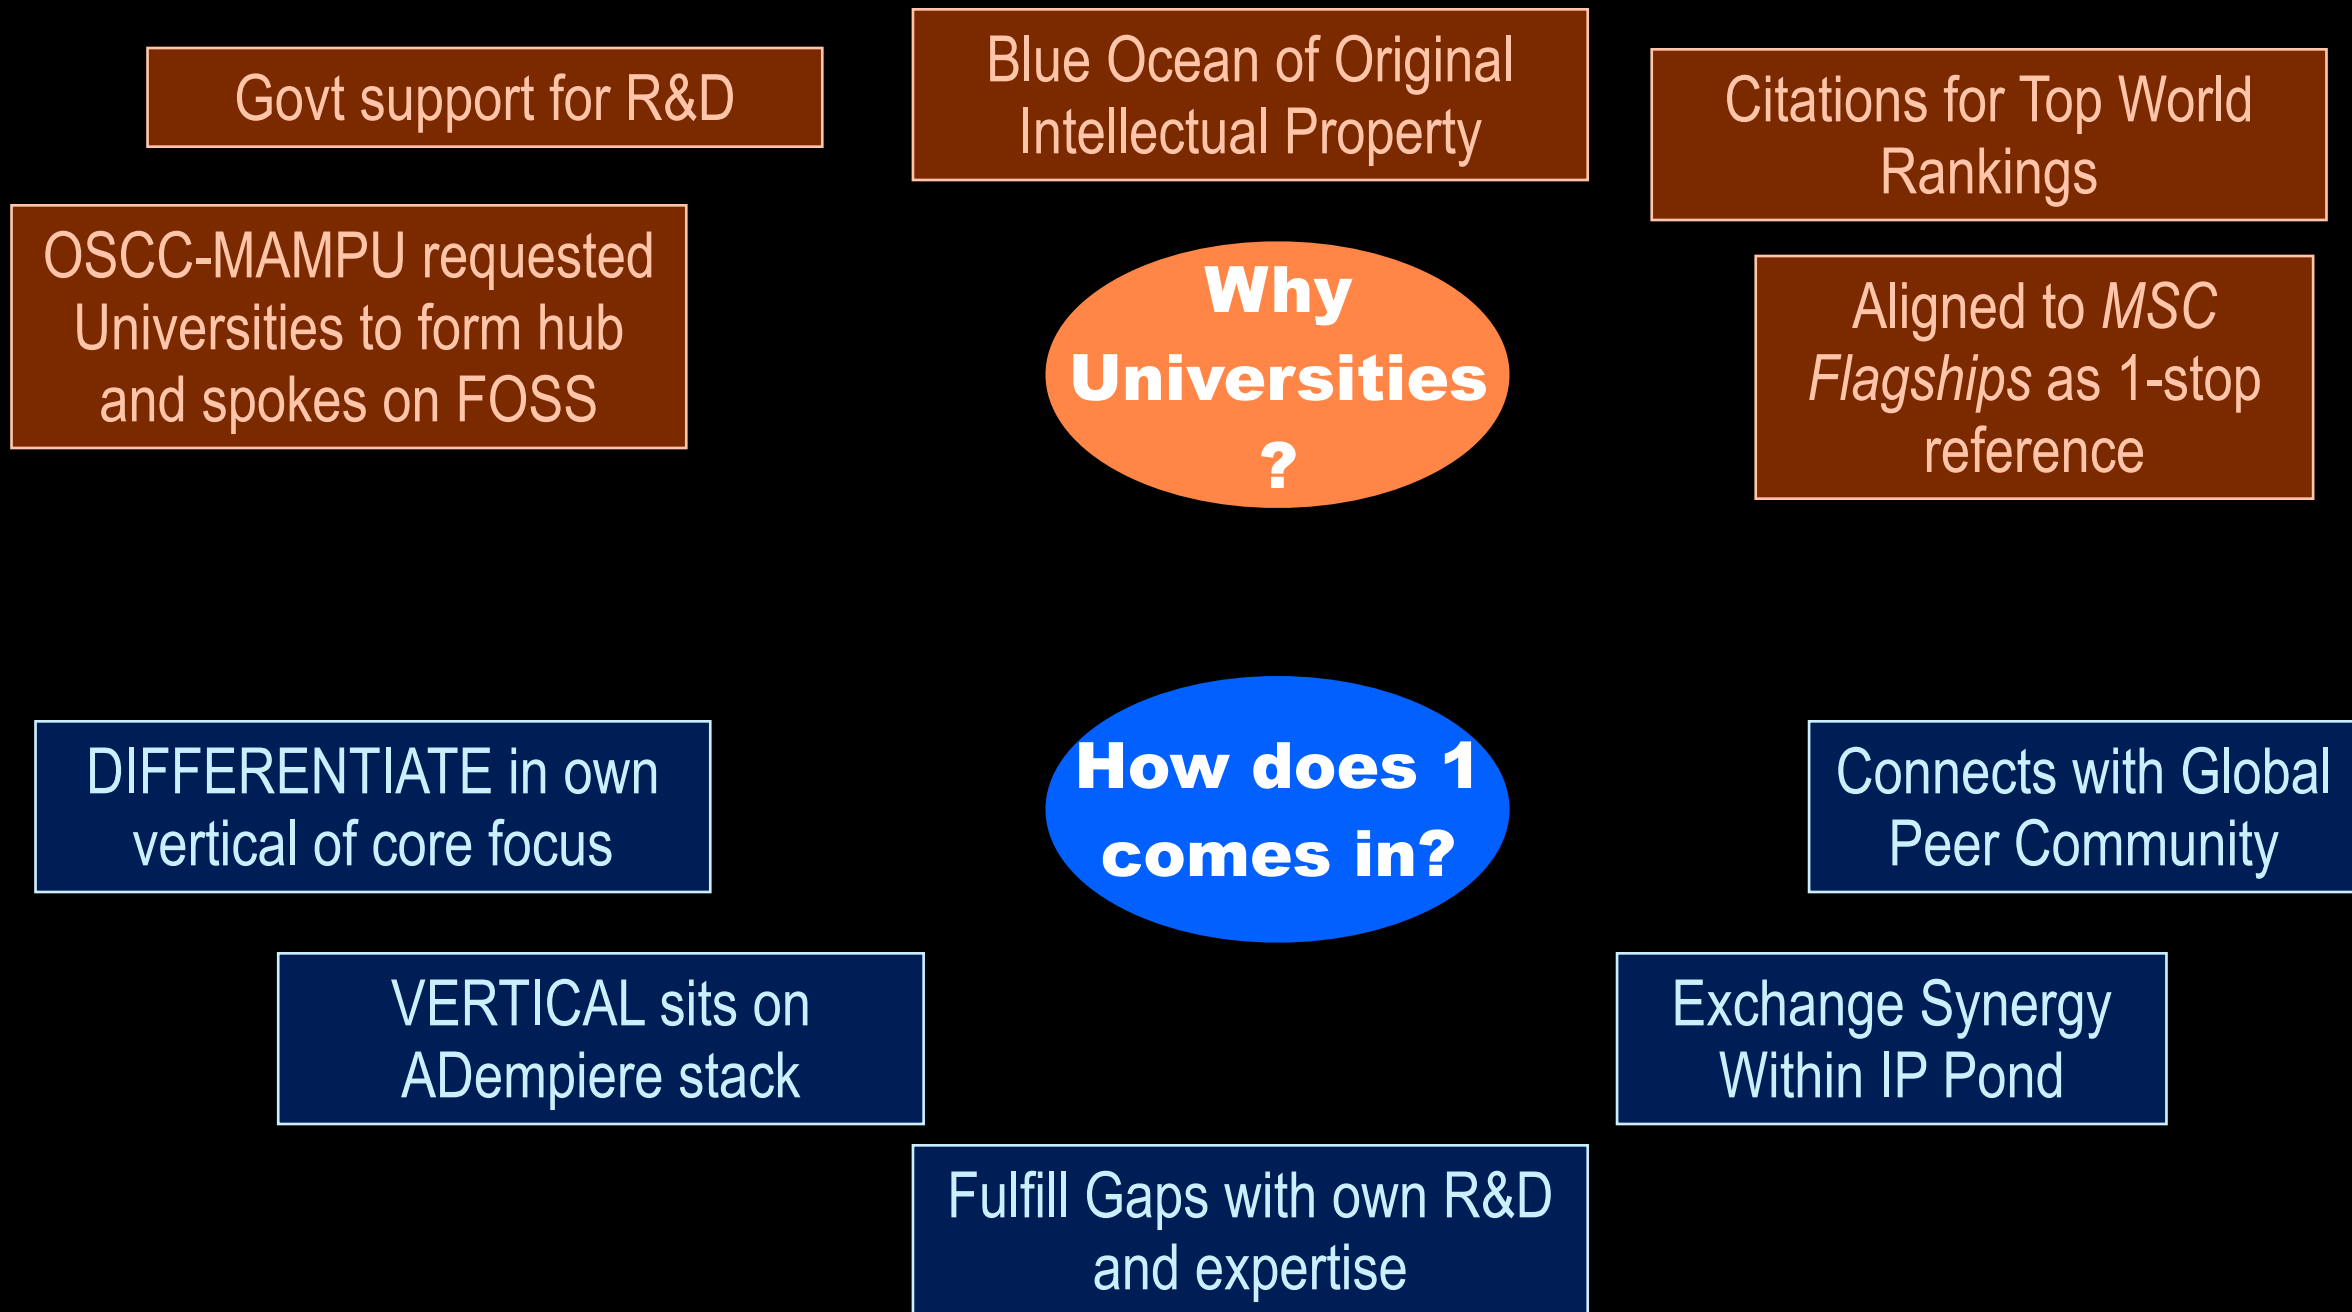 Govt support for R&D
Blue Ocean of Original
Intellectual Property
Citations for Top World
Rankings
OSCC-MAMPU requested
Universities to form hub
and spokes on FOSS
Why
Universities
?
Aligned to MSC
Flagships as 1-stop
reference
DIFFERENTIATE in own
vertical of core focus
How does 1
comes in?
Connects with Global
Peer Community
VERTICAL sits on
ADempiere stack
Exchange Synergy
Within IP Pond
Fulfill Gaps with own R&D
and expertise